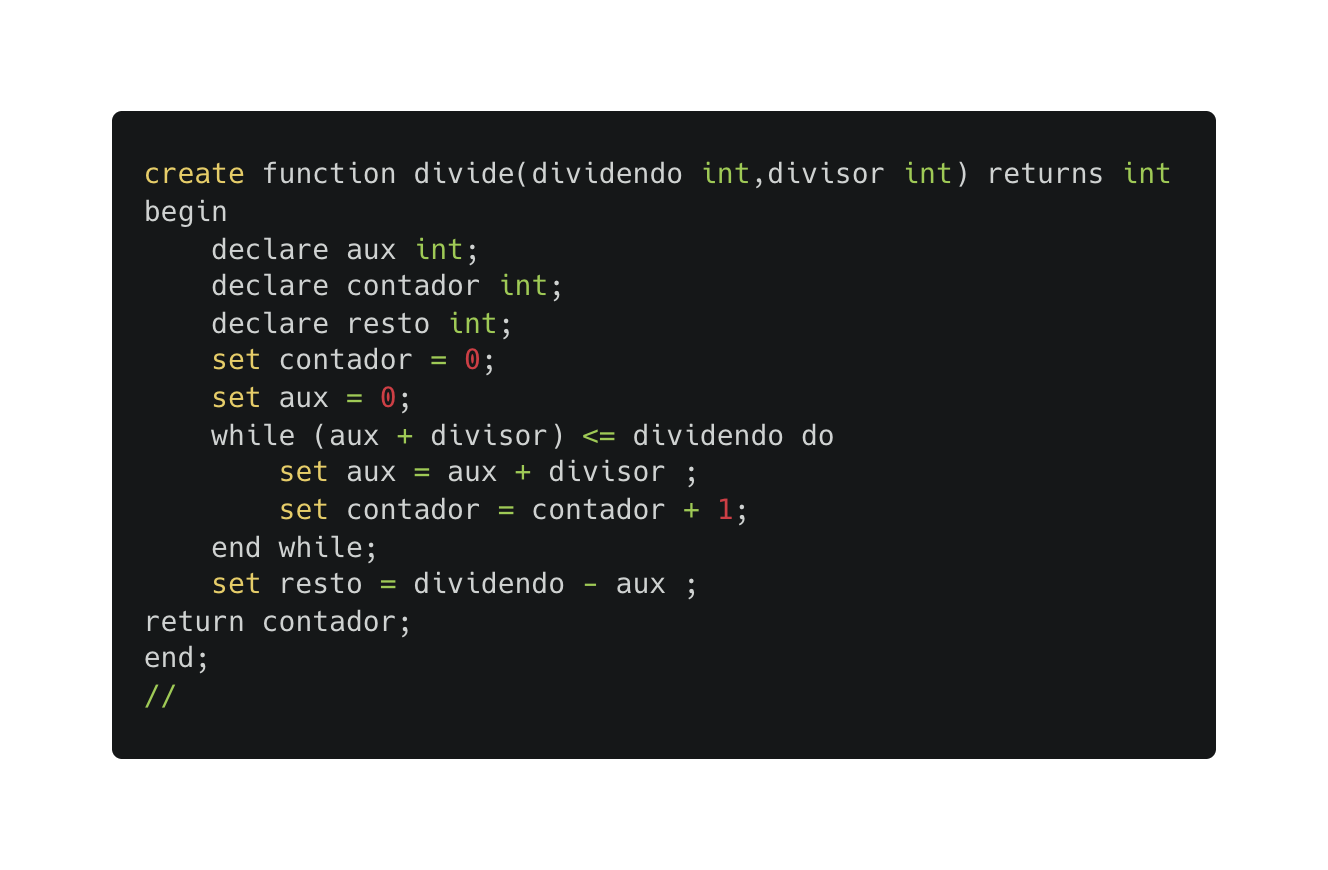 create function divide(dividendo int,divisor int) returns int
begin
    declare aux int;
    declare contador int;
    declare resto int;
    set contador = 0;
    set aux = 0;
    while (aux + divisor) <= dividendo do
        set aux = aux + divisor ;
        set contador = contador + 1;
    end while;
    set resto = dividendo - aux ;
return contador;
end;
//